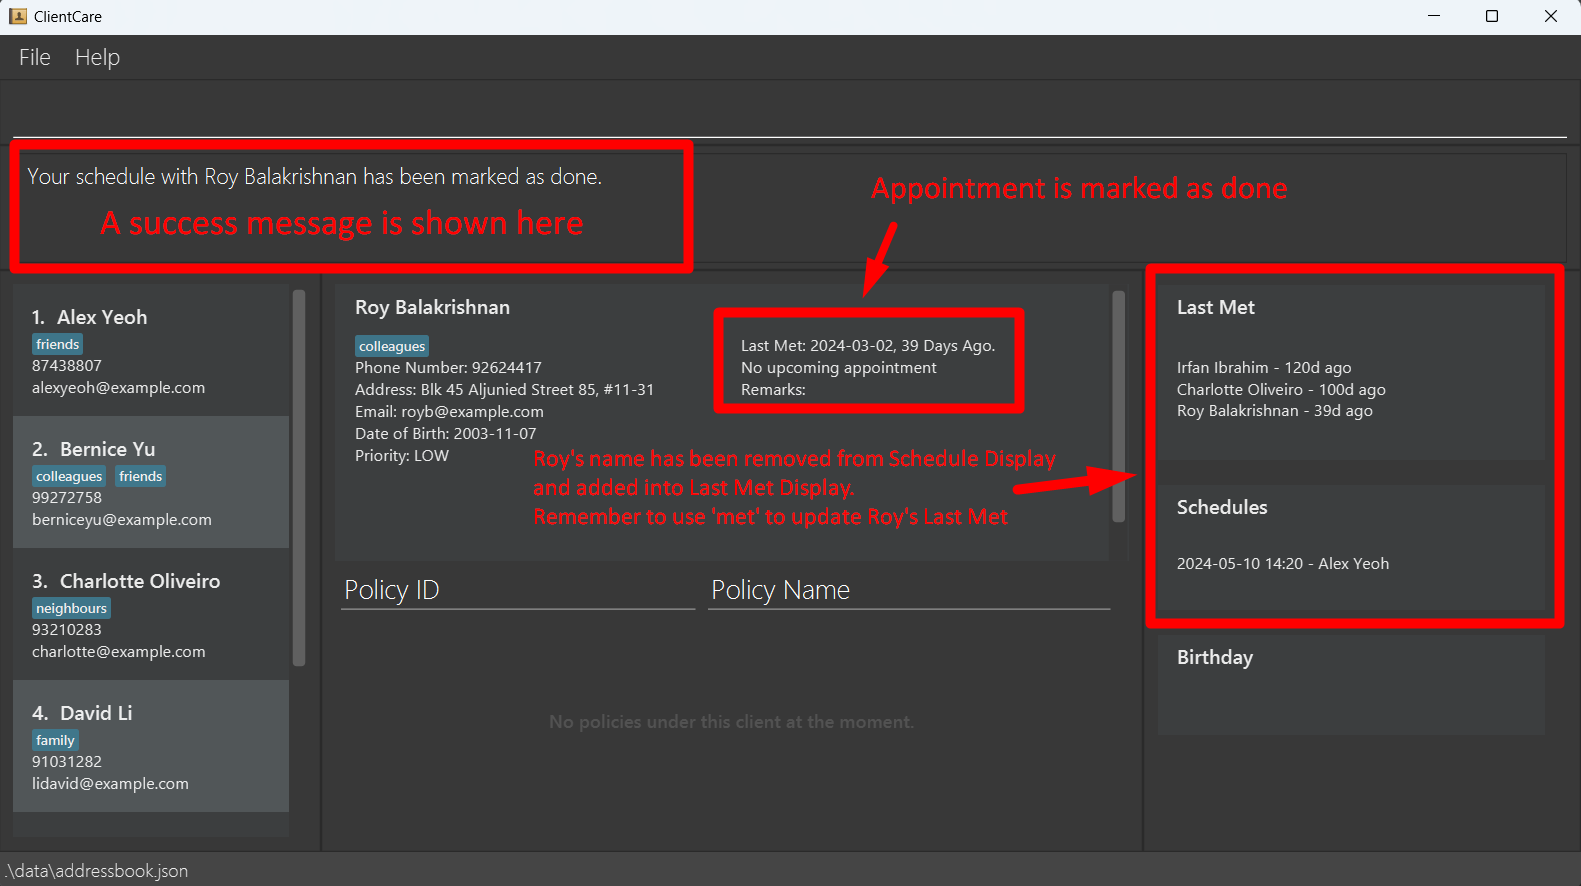 ClientCare
File Help
Your schedule with Roy Balakrishnan has been marked as done.
A success message is shown here
Appointment is marked as done
1. Alex Yeoh
friends
87438807
alexyeoh@example.com
2. Bernice Yu
colleagues friends
99272758
berniceyu@example.com
3. Charlotte Oliveiro
neighbours
93210283
charlotte@example.com
4. David Li
family
91031282
lidavid@example.com
Roy Balakrishnan
colleagues
Phone Number: 92624417
Address: Blk 45 Aljunied Street 85, #11-31
Email: royb@example.com
Date of Birth: 2003-11-07
Priority: LOW
Last Met: 2024-03-02, 39 Days Ago.
No upcoming appointment
Remarks:
Roy's name has been removed from Schedule Display
and added into Last Met Display.
Remember to use 'met' to update Roy's Last Met
Policy ID Policy Name
No policies under this client at the moment.
Last Met
Irfan Ibrahim - 120d ago
Charlotte Oliveiro - 100d ago
Roy Balakrishnan - 39d ago
Schedules
2024-05-10 14:20 - Alex Yeoh
Birthday
.\data\addressbook.json